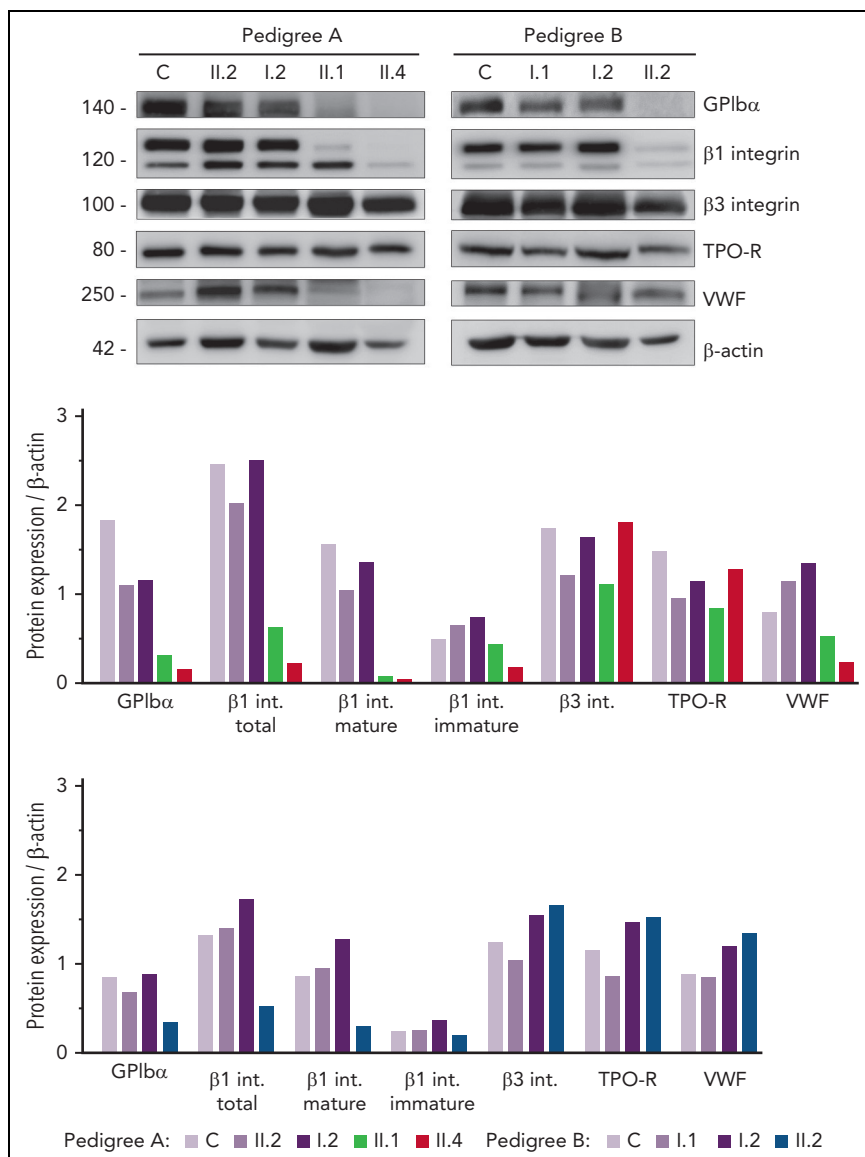 Pedigree A Pedigree B
C II.2 I.2 II.1 II.4 C I.1 I.2 II.2
140 - GPIbα
120 - β1 integrin
100 - β3 integrin
80 - TPO-R
250 - VWF
42 - β-actin
Protein expression / β-actin
3
2
1
0
GPIbα β1 int. total β1 int. mature β1 int. immature β3 int. TPO-R VWF
Protein expression / β-actin
3
2
1
0
GPIbα β1 int. total β1 int. mature β1 int. immature β3 int. TPO-R VWF
Pedigree A: C II.2 I.2 II.1 II.4 Pedigree B: C I.1 I.2 II.2